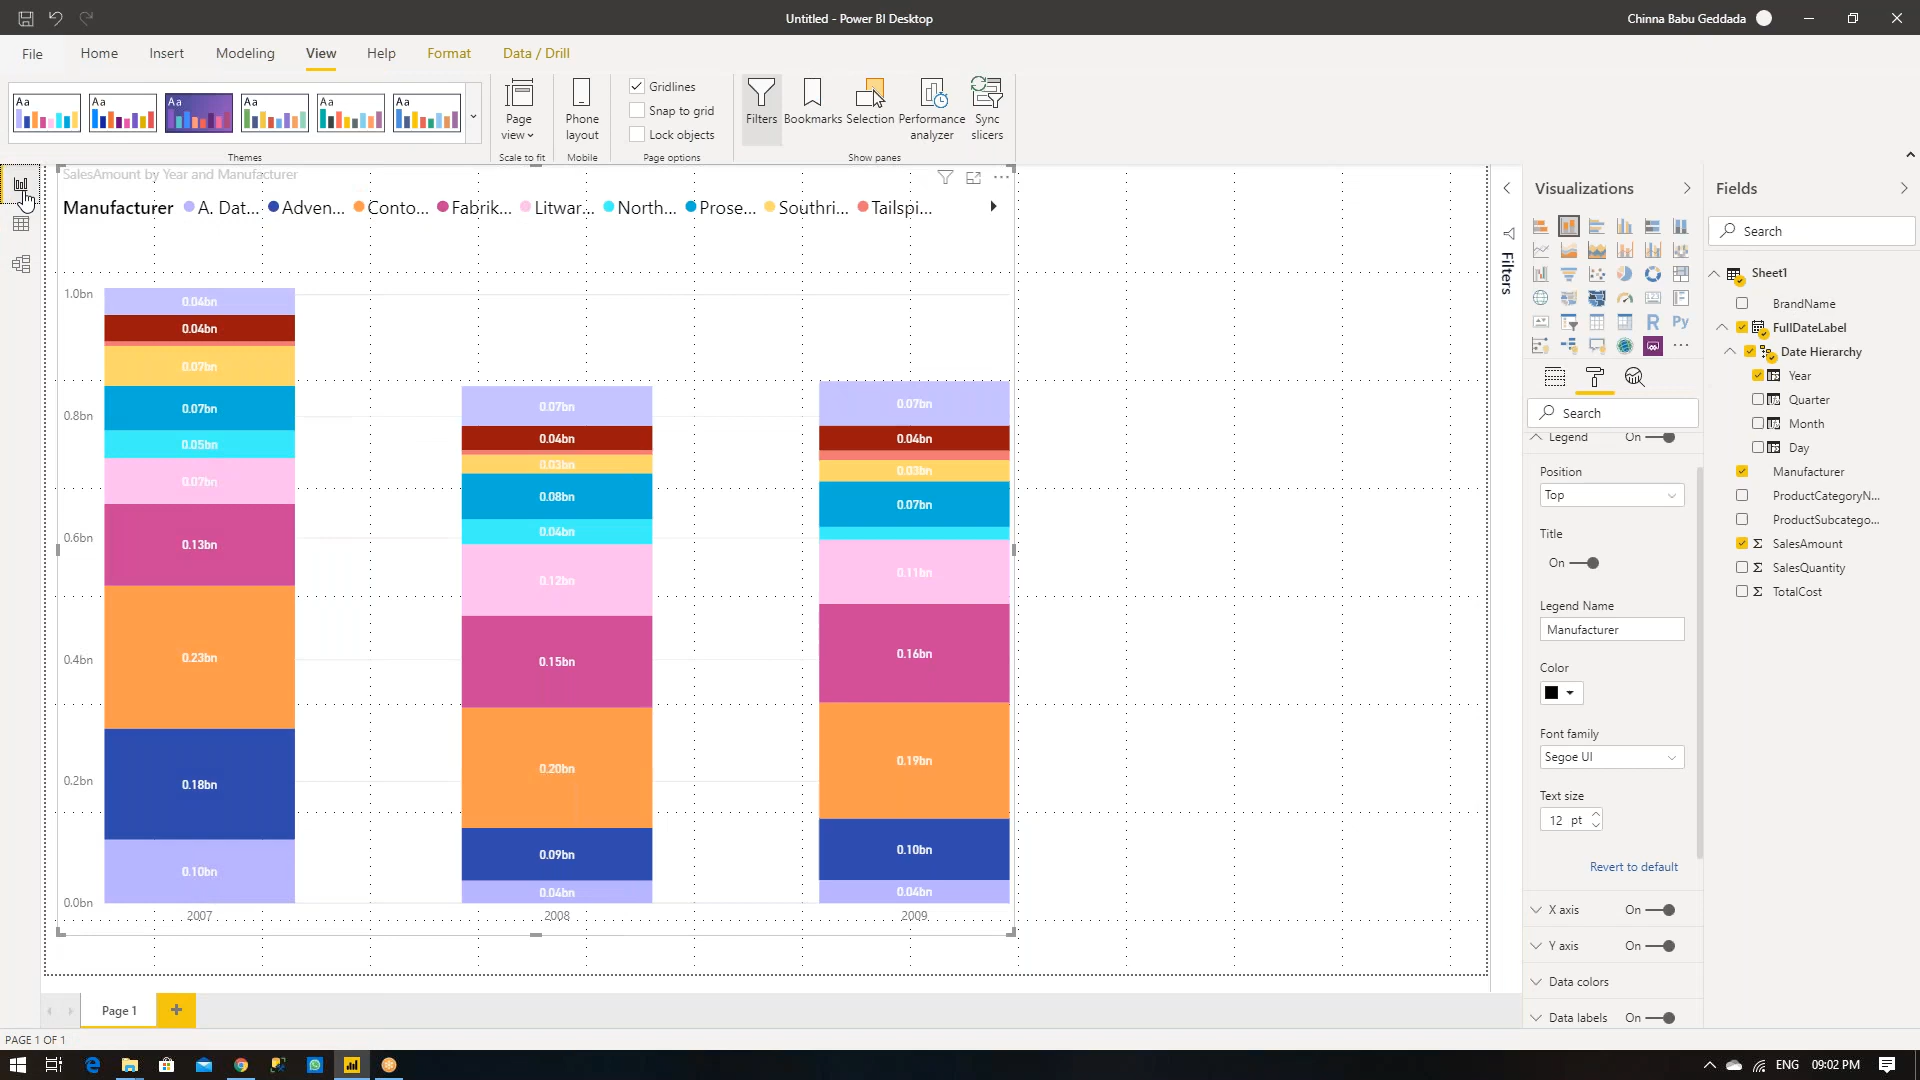 Untitled - Power BI Desktop
Chinna Babu Geddada
File
Home
Insert
Modeling
View
Help
Format
Data / Drill
Aa
Aa
Aa
Aa
Aa
Aa
Themes
Page
view
Scale to fit
Phone
layout
Mobile
Gridlines
Snap to grid
Lock objects
Page options
Filters
Bookmarks
Selection
Performance
analyzer
Sync
slicers
Show panes
SalesAmount by Year and Manufacturer
Manufacturer
A. Dat...
Adven...
Conto...
Fabrik...
Litwar...
North...
Prose...
Southri...
Tailspi...
1.0bn
0.8bn
0.6bn
0.4bn
0.2bn
0.0bn
0.04bn
0.04bn
0.07bn
0.07bn
0.05bn
0.07bn
0.13bn
0.23bn
0.18bn
0.10bn
2007
0.07bn
0.04bn
0.03bn
0.08bn
0.04bn
0.12bn
0.15bn
0.20bn
0.09bn
0.04bn
2008
0.07bn
0.04bn
0.03bn
0.07bn
0.11bn
0.16bn
0.19bn
0.10bn
0.04bn
2009
Filters
Visualizations
R
Py
Search
Legend
On
Position
Top
Title
On
Legend Name
Manufacturer
Color
Font family
Segoe UI
Text size
12 pt
Revert to default
X axis
On
Y axis
On
Data colors
Data labels
On
Fields
Search
Sheet1
BrandName
FullDateLabel
Date Hierarchy
Year
Quarter
Month
Day
Manufacturer
ProductCategoryN...
ProductSubcatego...
SalesAmount
SalesQuantity
TotalCost
Page 1
PAGE 1 OF 1
ENG
09:02 PM